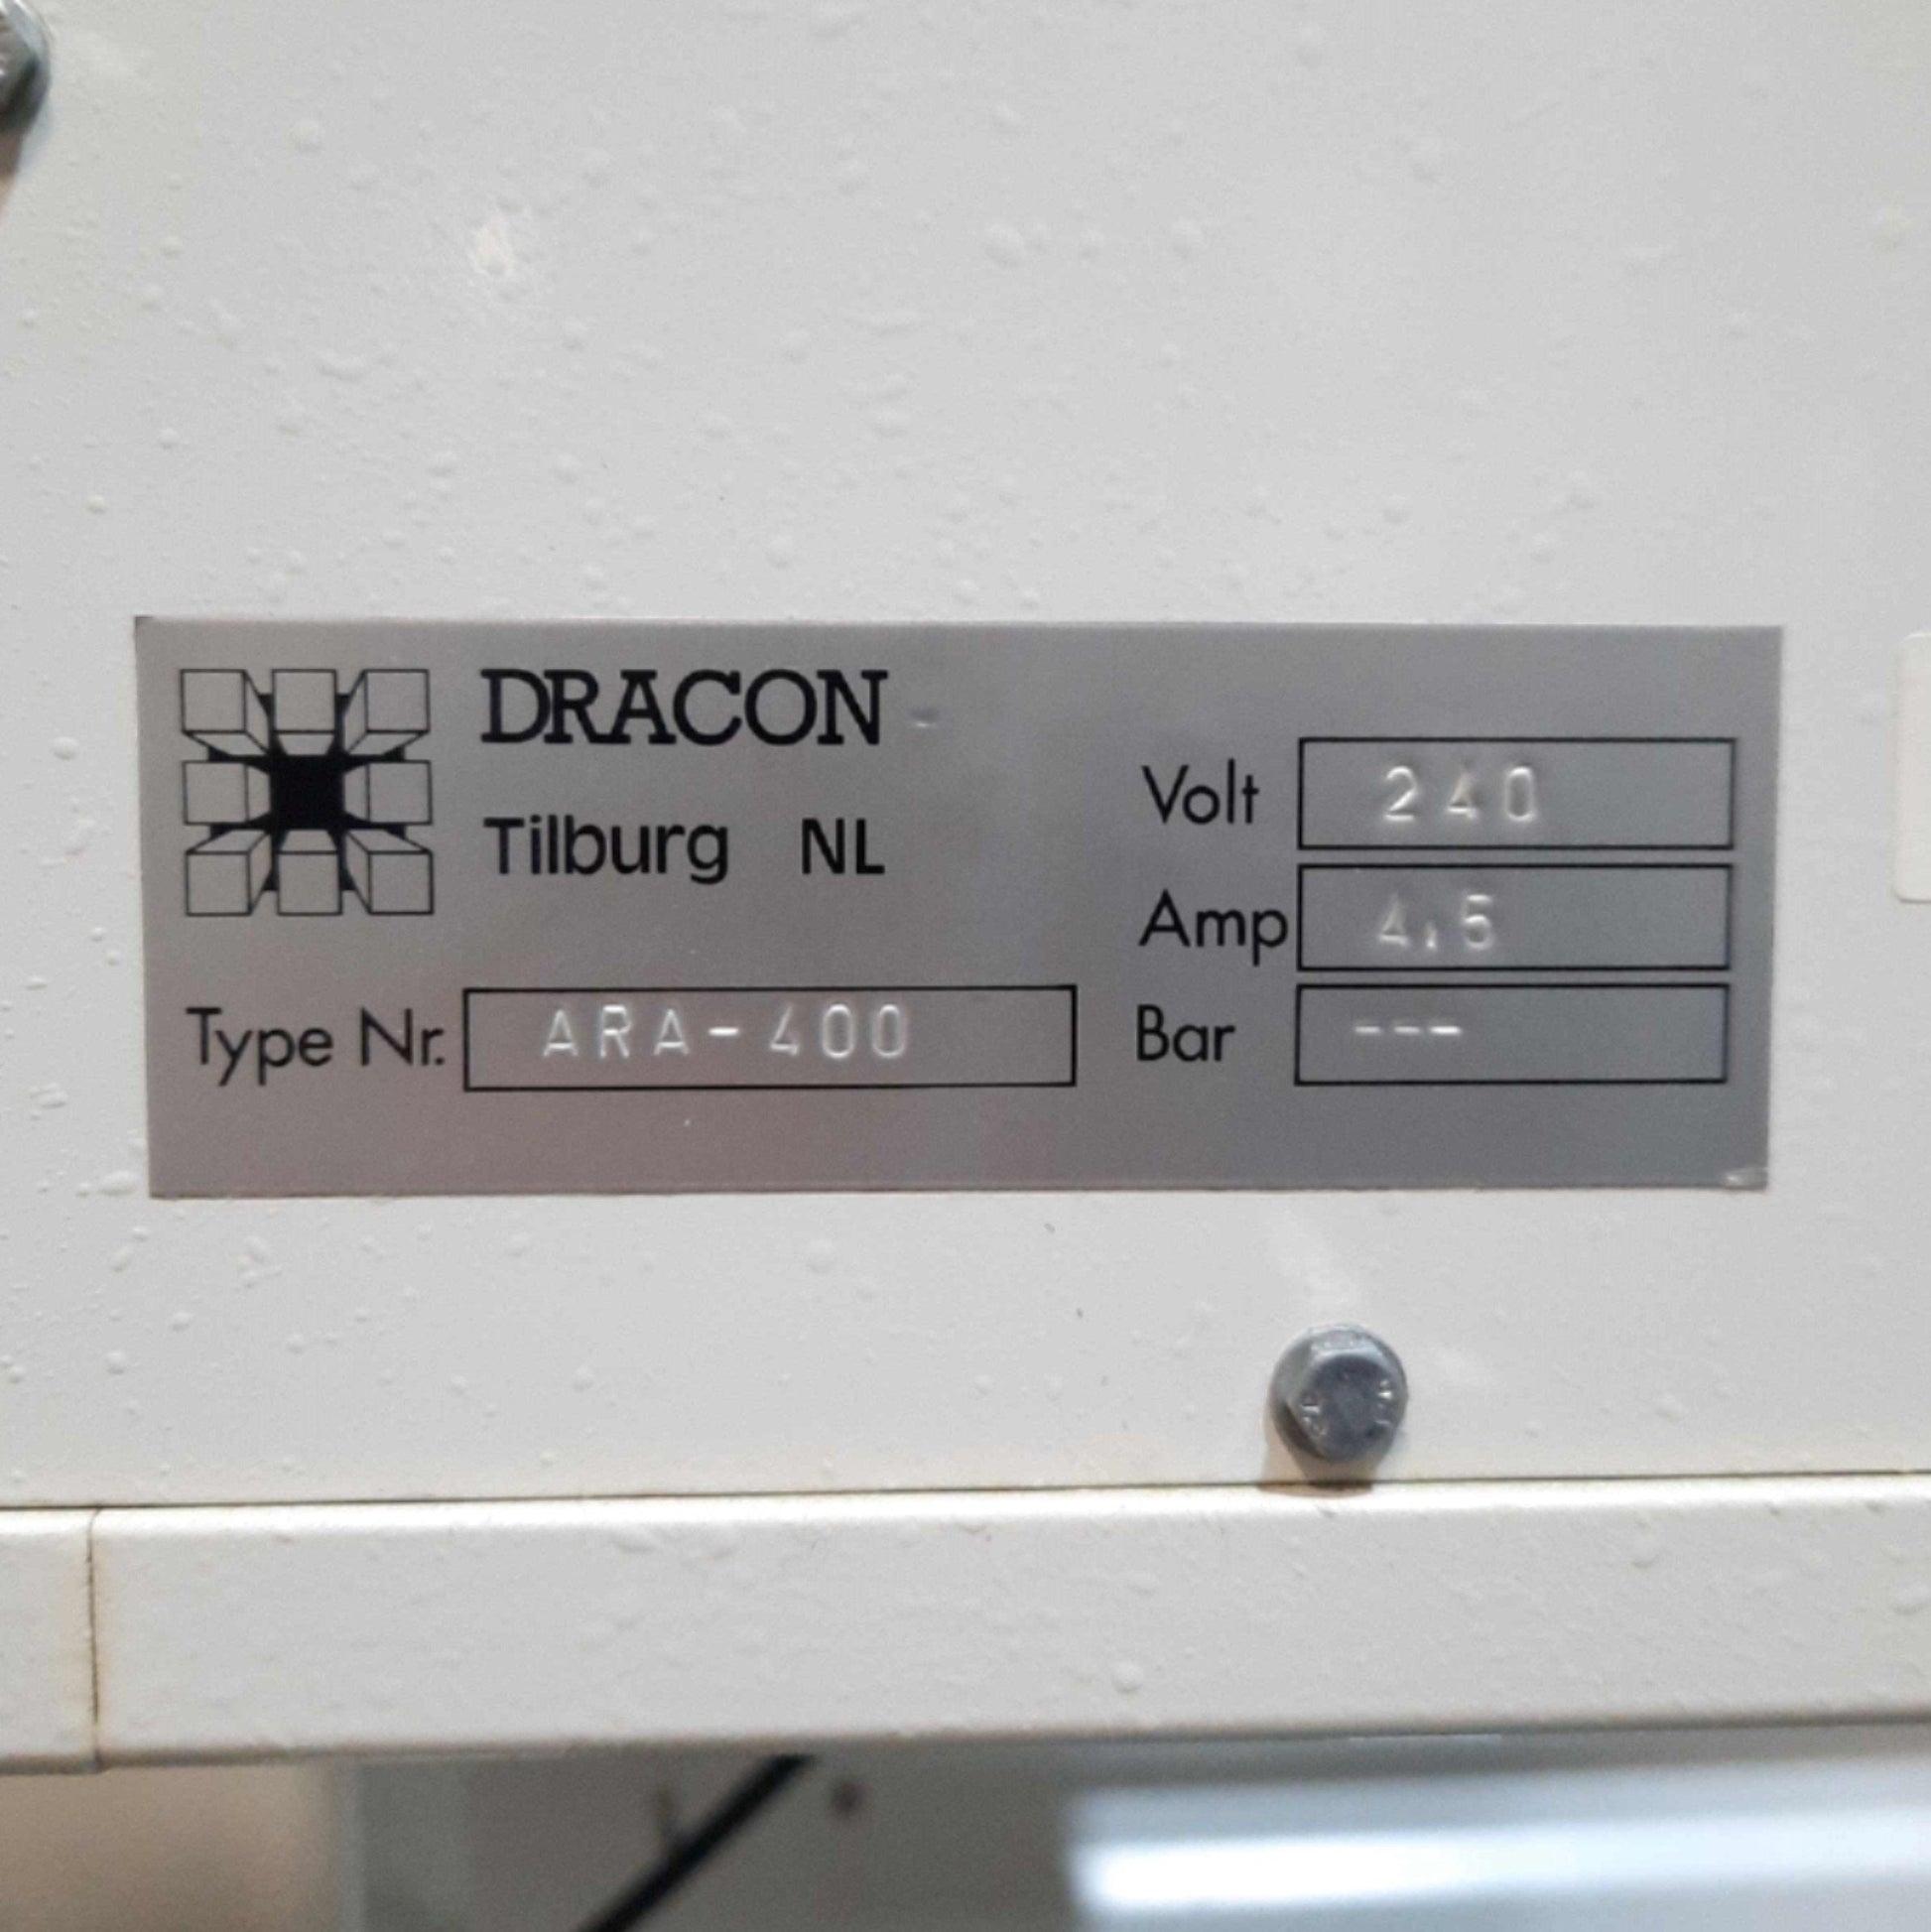 DRACON
Tilburg NL
Type Nr. ARA-400
Volt 240
Amp 4,5
Bar ---